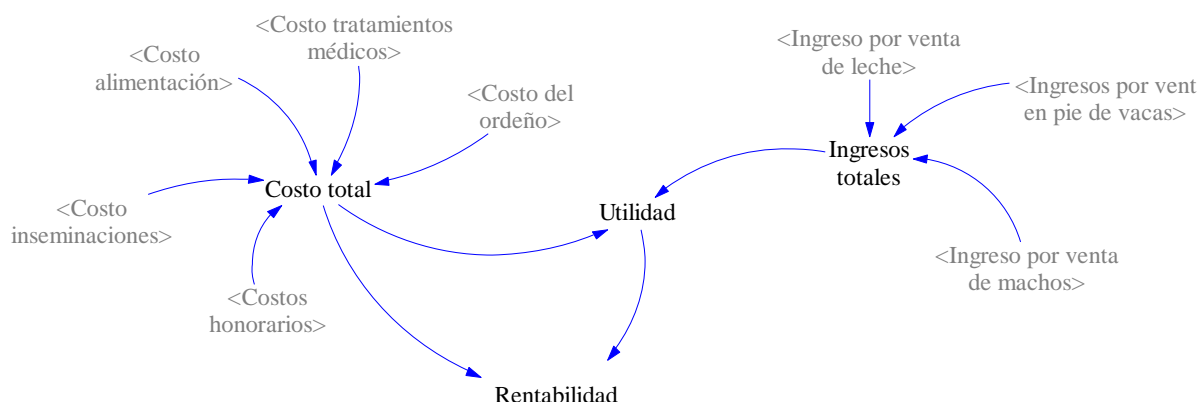 <Costo tratamientos
médicos>
<Costo
alimentación>
<Costo del
ordeño>
<Ingreso por venta
de leche>
<Ingresos por vent
en pie de vacas>
Ingresos
totales
Costo total
<Costo
inseminaciones>
Utilidad
<Ingreso por venta
de machos>
<Costos
honorarios>
Rentabilidad